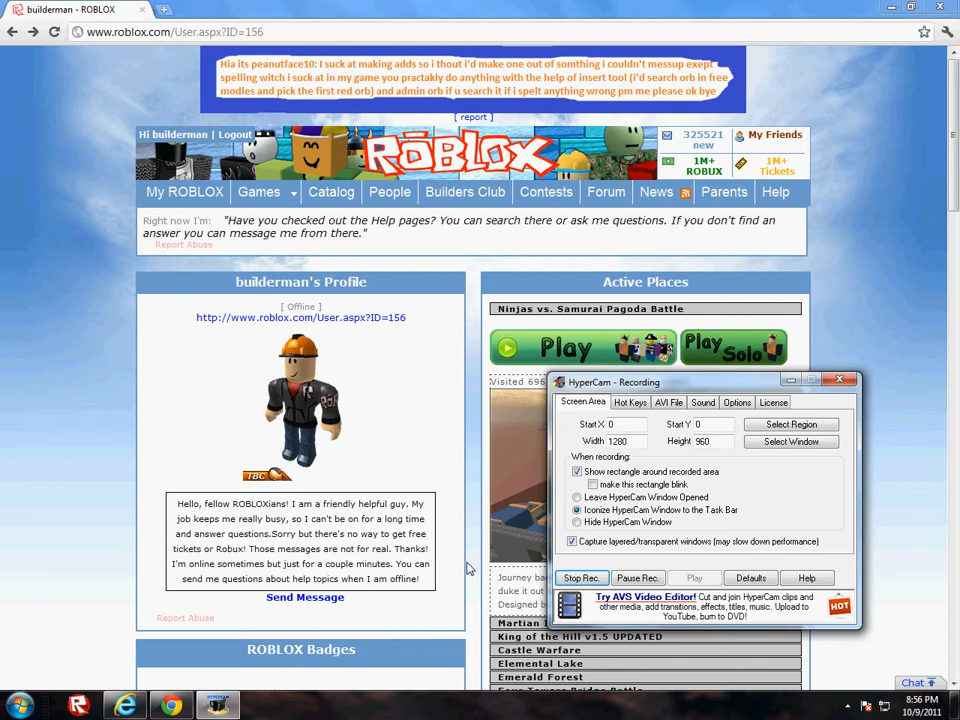 builderman - ROBLOX
www.roblox.com/User.aspx?ID=156
Hia its peanutface10: I suck at making adds so i thout i'd make one out of somthing i couldn't messup exept
spelling witch i suck at in my game you practakly do anything with the help of insert tool (i'd search orb in free
modles and pick the first red orb) and admin orb if u search it if i spelt anything wrong pm me please ok bye
[ report ]
Hi builderman | Logout
ROBLOX
325521
new
My Friends
1M+
ROBUX
1M+
Tickets
My ROBLOX Games Catalog People Builders Club Contests Forum News Parents Help
Right now I'm: "Have you checked out the Help pages? You can search there or ask me questions. If you don't find an
answer you can message me from there."
Report Abuse
builderman's Profile
[ Offline ]
http://www.roblox.com/User.aspx?ID=156
TBC
Hello, fellow ROBLOXians! I am a friendly helpful guy. My
job keeps me really busy, so I can't be on for a long time
and answer questions.Sorry but there's no way to get free
tickets or Robux! Those messages are not for real. Thanks!
I'm online sometimes but just for a couple minutes. You can
send me questions about help topics when I am offline!
Send Message
Report Abuse
ROBLOX Badges
Active Places
Ninjas vs. Samurai Pagoda Battle
Play
Play
Solo
Visited 696
HyperCam - Recording
Screen Area Hot Keys AVI File Sound Options License
Start X 0 Start Y 0 Select Region
Width 1280 Height 960 Select Window
When recording:
Show rectangle around recorded area
make this rectangle blink
Leave HyperCam Window Opened
Iconize HyperCam Window to the Task Bar
Hide HyperCam Window
Capture layered/transparent windows (may slow down performance)
Stop Rec. Pause Rec. Play Defaults Help
Try AVS Video Editor! Cut and join HyperCam clips and
other media, add transitions, effects, titles, music. Upload to
YouTube, burn to DVD!
HOT
Journey ba
duke it out
Designed b
Martian I
King of the Hill v1.5 UPDATED
Castle Warfare
Elemental Lake
Emerald Forest
Four Towers Bridge Battle
Chat
8:56 PM
10/9/2011